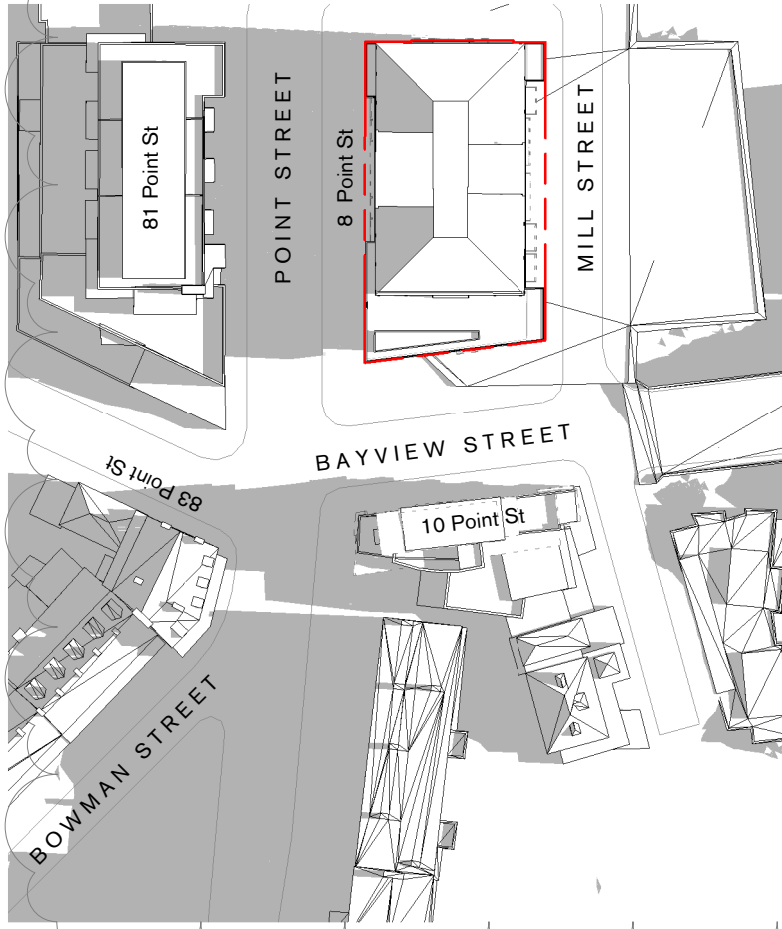 81 Point St
POINT STREET
8 Point St
MILL STREET
BAYVIEW STREET
83 Point St
10 Point St
BOWMAN STREET